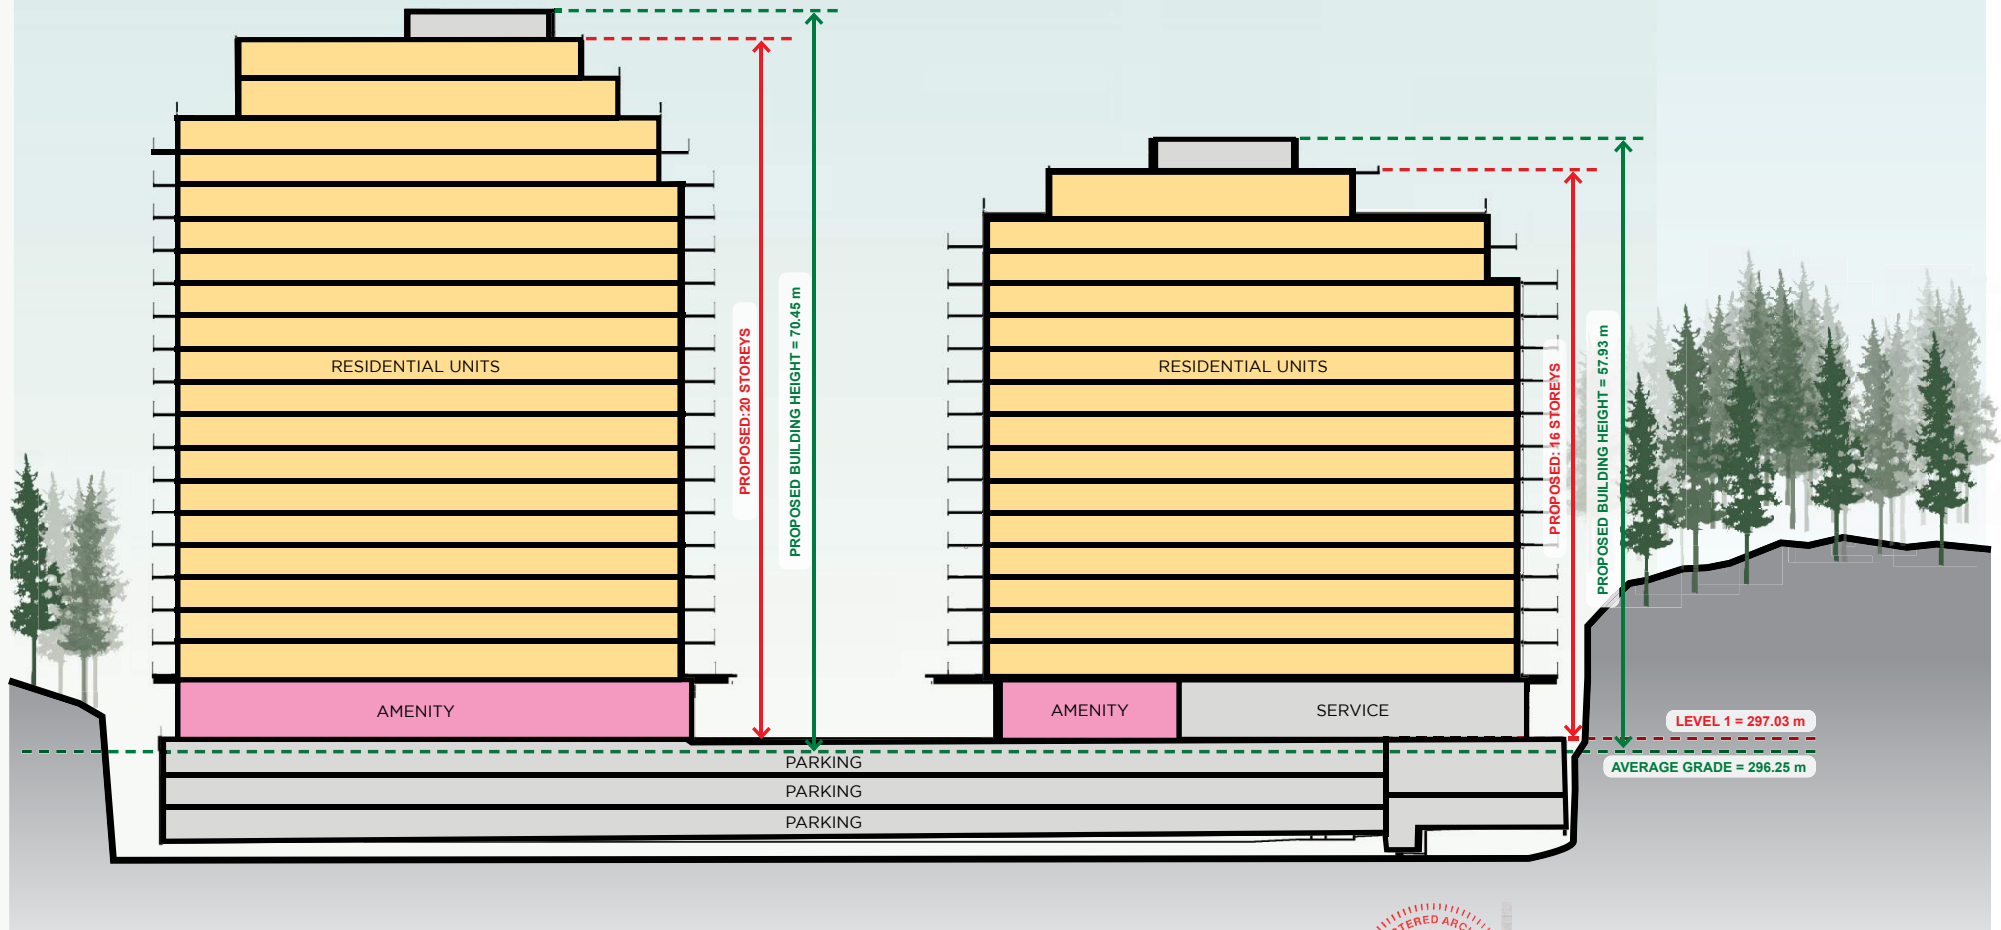 RESIDENTIAL UNITS
PROPOSED:20 STOREYS
PROPOSED BUILDING HEIGHT = 70.45 m
RESIDENTIAL UNITS
PROPOSED: 16 STOREYS
PROPOSED BUILDING HEIGHT = 57.93 m
AMENITY
AMENITY
SERVICE
LEVEL 1 = 297.03 m
AVERAGE GRADE = 296.25 m
PARKING
PARKING
PARKING